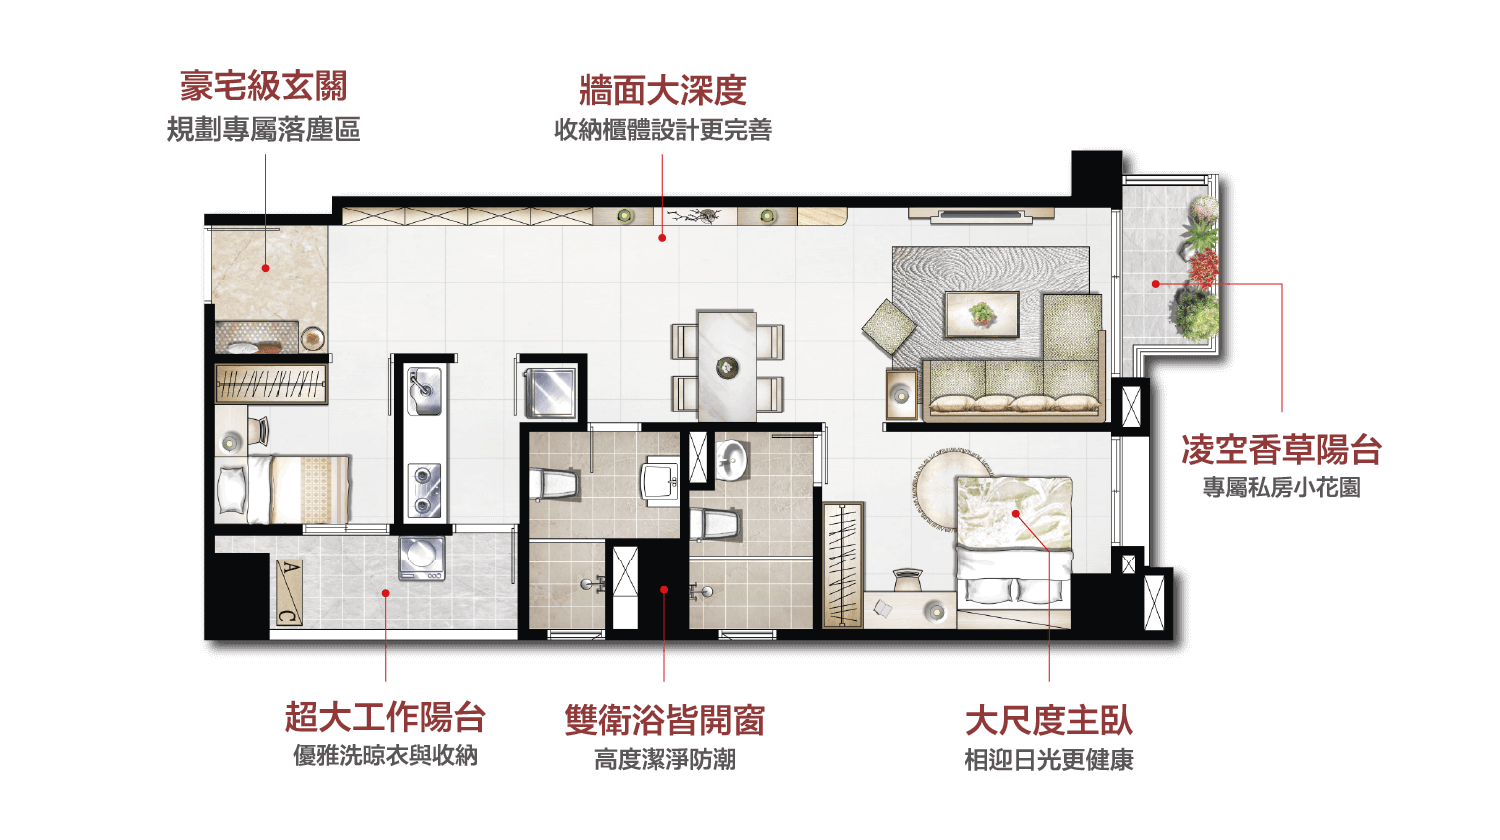 豪宅級玄關
規劃專屬落塵區
牆面大深度
收納櫃體設計更完善
凌空香草陽台
專屬私房小花園
A
C
超大工作陽台
優雅洗晾衣與收納
雙衛浴皆開窗
高度潔淨防潮
大尺度主臥
相迎日光更健康